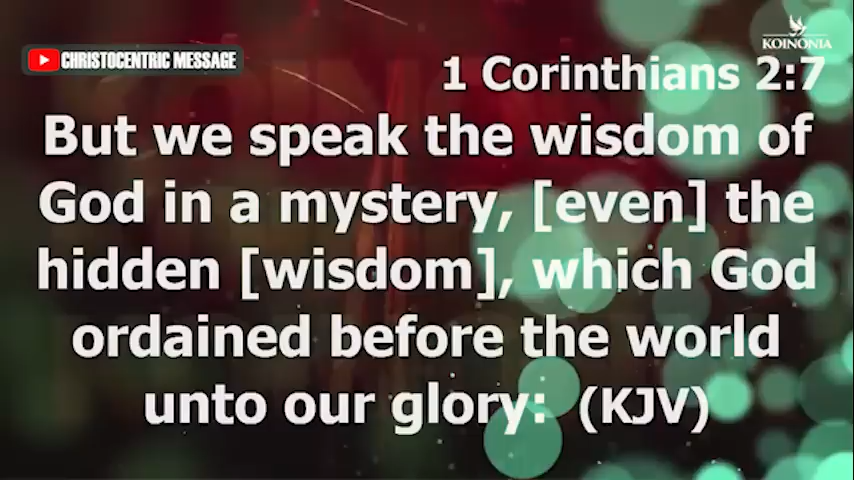 KOINONIA
CHRISTOCENTRIC MESSAGE
1 Corinthians 2:7
But we speak the wisdom of
God in a mystery, [even] the
hidden [wisdom], which God
ordained before the world
unto our glory: (KJV)